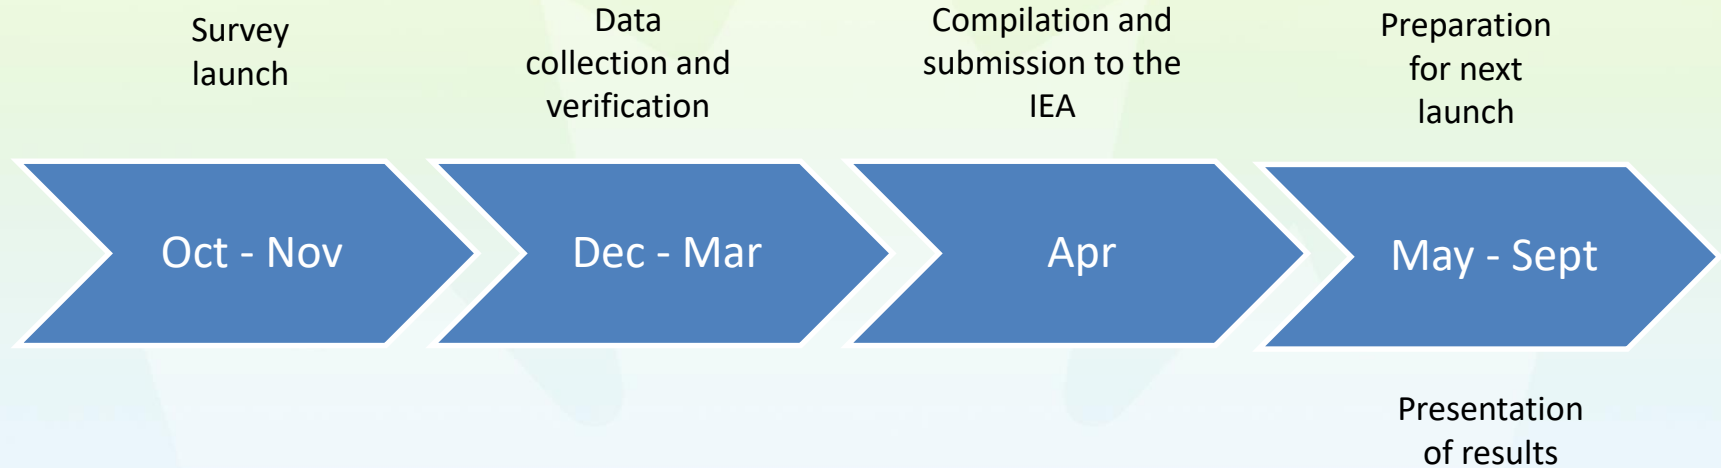 Survey
launch
Data
collection and
verification
Compilation and
submission to the
IEA
Preparation
for next
launch
Oct - Nov
Dec - Mar
Apr
May - Sept
Presentation
of results